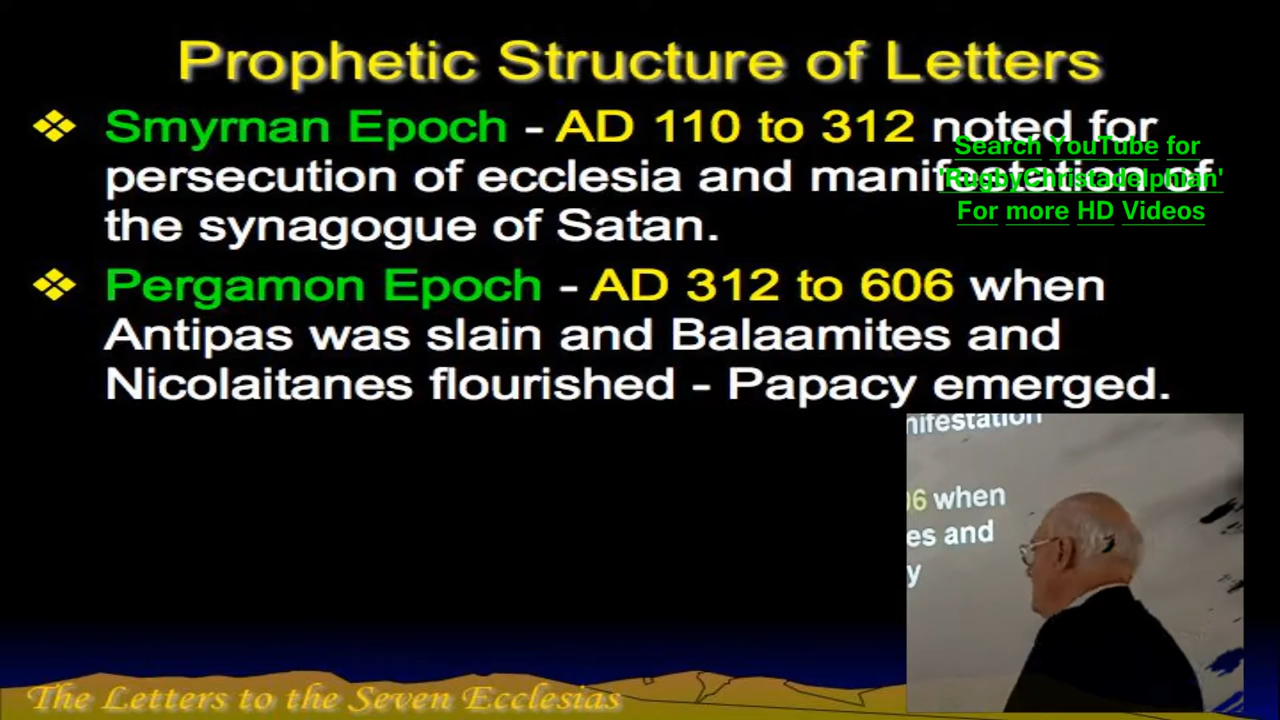 Prophetic Structure of Letters
Smyrnan Epoch - AD 110 to 312 noted for
persecution of ecclesia and manifestation of
the synagogue of Satan.
Search YouTube for
'RugbyChristadelphian'
For more HD Videos
Pergamon Epoch - AD 312 to 606 when
Antipas was slain and Balaamites and
Nicolaitanes flourished - Papacy emerged.
nifestation
06 when
es and
y
The Letters to the Seven Ecclesias